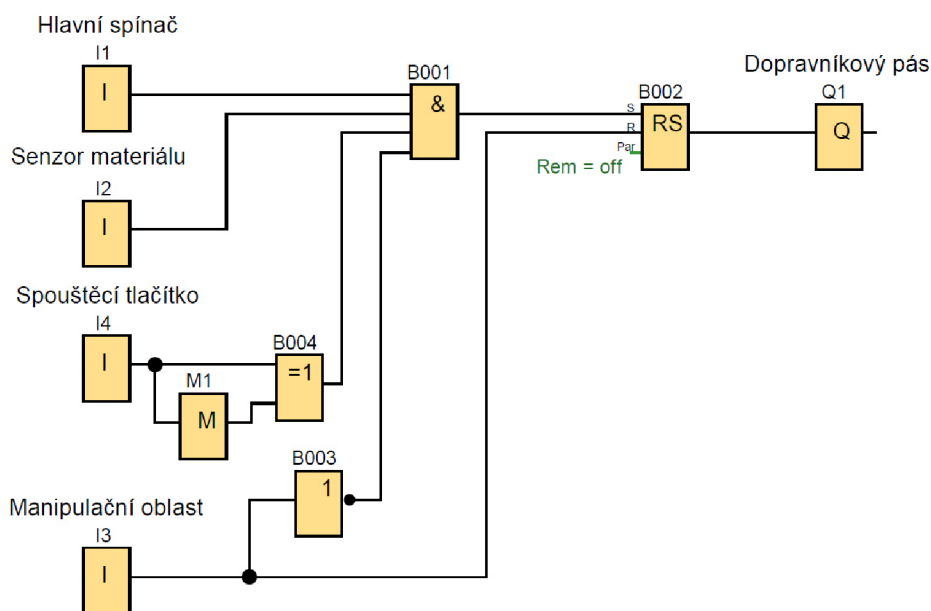 Hlavní spínač
I1
I
B001
&
Dopravníkový pás
B002
Q1
S
R
RS
Q
Par
Rem = off
Senzor materiálu
I2
I
Spouštěcí tlačítko
I4
I
B004
=1
M1
M
B003
1
Manipulační oblast
I3
I